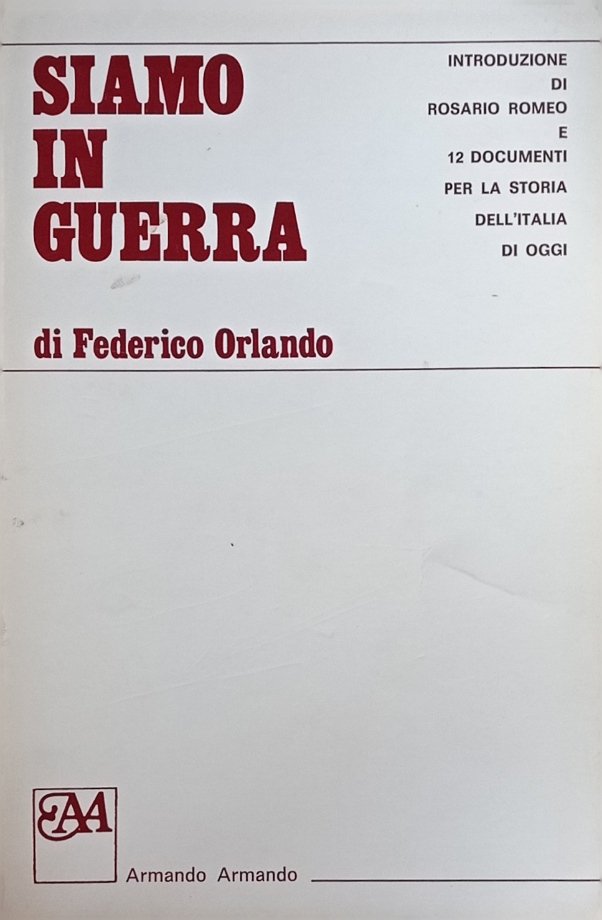 SIAMO
IN
GUERRA
di Federico Orlando
INTRODUZIONE
DI
ROSARIO ROMEO
E
12 DOCUMENTI
PER LA STORIA
DELL'ITALIA
DI OGGI
EAA
Armando Armando